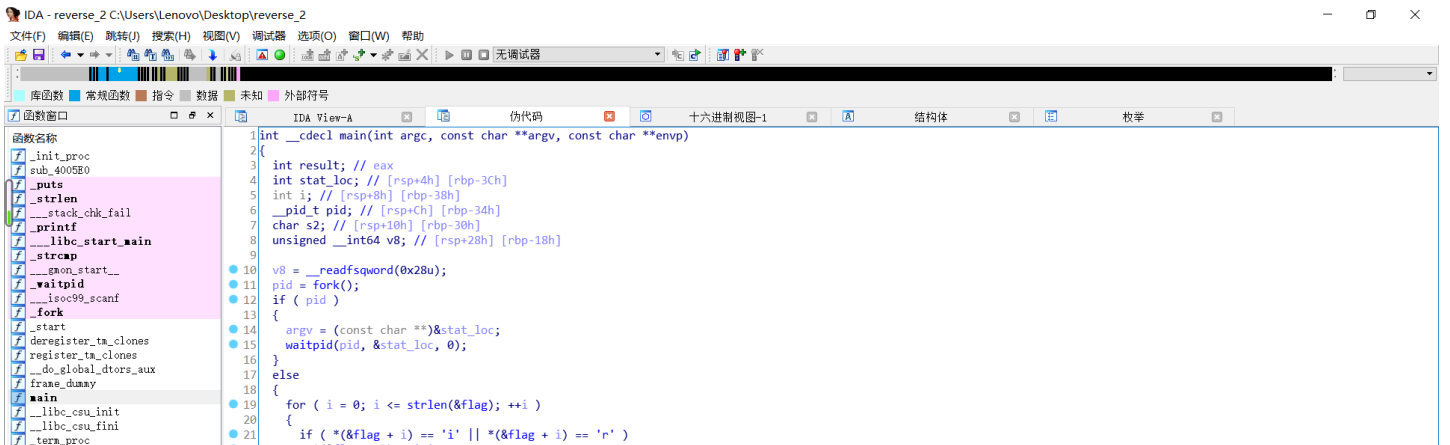 IDA - reverse_2 C:\Users\Lenovo\Desktop\reverse_2
文件(F) 编辑(E) 跳转(J) 搜索(H) 视图(V) 调试器 选项(O) 窗口(W) 帮助
无调试器
库函数 常规函数 指令 数据 未知 外部符号
函数窗口 IDA View-A 伪代码 十六进制视图-1 结构体 枚举
函数名称
_init_proc
sub_4005E0
_puts
_strlen
___stack_chk_fail
_printf
___libc_start_main
_strcmp
___gmon_start__
_waitpid
___isoc99_scanf
_fork
_start
deregister_tm_clones
register_tm_clones
__do_global_dtors_aux
frame_dummy
main
__libc_csu_init
__libc_csu_fini
_term_proc
1 int __cdecl main(int argc, const char **argv, const char **envp)
2 {
3 int result; // eax
4 int stat_loc; // [rsp+4h] [rbp-3Ch]
5 int i; // [rsp+8h] [rbp-38h]
6 __pid_t pid; // [rsp+Ch] [rbp-34h]
7 char s2; // [rsp+10h] [rbp-30h]
8 unsigned __int64 v8; // [rsp+28h] [rbp-18h]
9
10 v8 = __readfsqword(0x28u);
11 pid = fork();
12 if ( pid )
13 {
14 argv = (const char **)&stat_loc;
15 waitpid(pid, &stat_loc, 0);
16 }
17 else
18 {
19 for ( i = 0; i <= strlen(&flag); ++i )
20 {
21 if ( *(&flag + i) == 'i' || *(&flag + i) == 'r' )